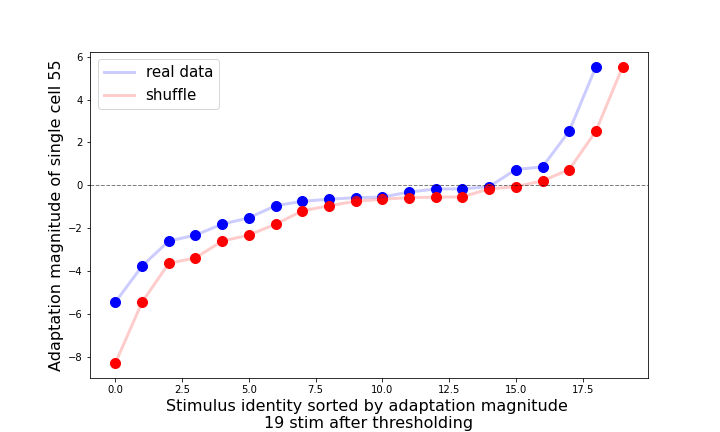 real data
shuffle
Adaptation magnitude of single cell 55
6
4
2
0
−2
−4
−6
−8
0.0 2.5 5.0 7.5 10.0 12.5 15.0 17.5
Stimulus identity sorted by adaptation magnitude
19 stim after thresholding